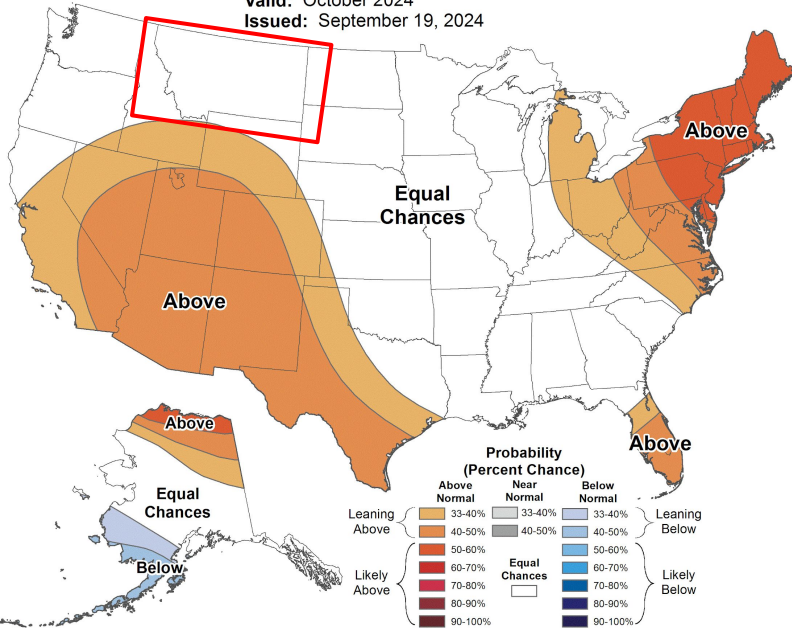 Valid: October 2024
Issued: September 19, 2024
Above
Equal
Chances
Above
Above
Above
Equal
Chances
Below
Probability
(Percent Chance)
Above
Normal
Near
Normal
Below
Normal
Leaning
Above
33-40%
33-40%
33-40%
Leaning
Below
40-50%
40-50%
40-50%
Likely
Above
50-60%
Equal
Chances
50-60%
Likely
Below
60-70%
60-70%
70-80%
70-80%
80-90%
80-90%
90-100%
90-100%